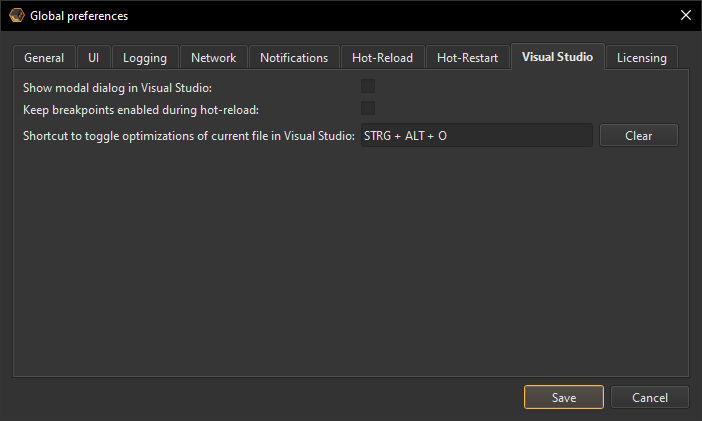 Global preferences
General UI Logging Network Notifications Hot-Reload Hot-Restart Visual Studio Licensing
Show modal dialog in Visual Studio:
Keep breakpoints enabled during hot-reload:
Shortcut to toggle optimizations of current file in Visual Studio: STRG + ALT + O Clear
Save Cancel